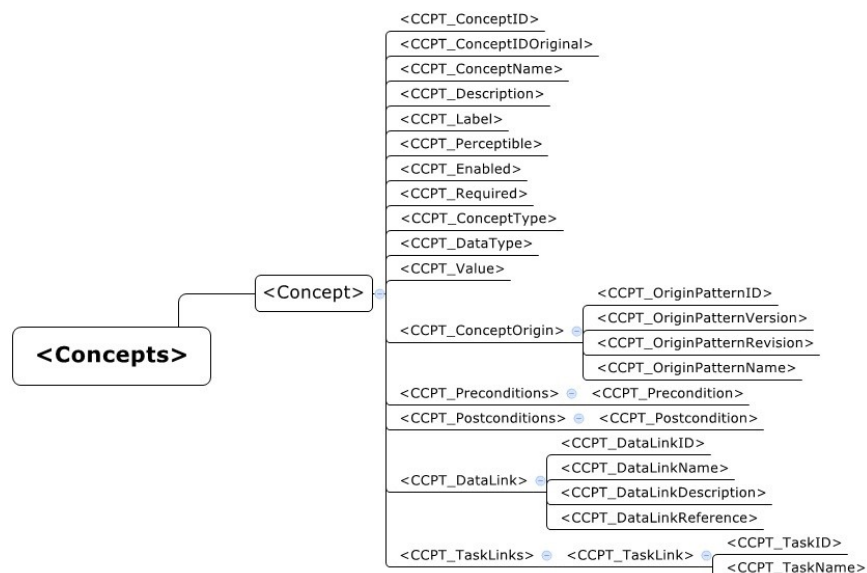 <CCPT_ConceptID>
<CCPT_ConceptIDOriginal>
<CCPT_ConceptName>
<CCPT_Description>
<CCPT_Label>
<CCPT_Perceptible>
<CCPT_Enabled>
<CCPT_Required>
<CCPT_ConceptType>
<CCPT_DataType>
<CCPT_Value>
<Concept>
<Concepts>
<CCPT_ConceptOrigin>
<CCPT_OriginPatternID>
<CCPT_OriginPatternVersion>
<CCPT_OriginPatternRevision>
<CCPT_OriginPatternName>
<CCPT_Preconditions> <CCPT_Precondition>
<CCPT_Postconditions> <CCPT_Postcondition>
<CCPT_DataLink>
<CCPT_DataLinkID>
<CCPT_DataLinkName>
<CCPT_DataLinkDescription>
<CCPT_DataLinkReference>
<CCPT_TaskLinks> <CCPT_TaskLink>
<CCPT_TaskID>
<CCPT_TaskName>